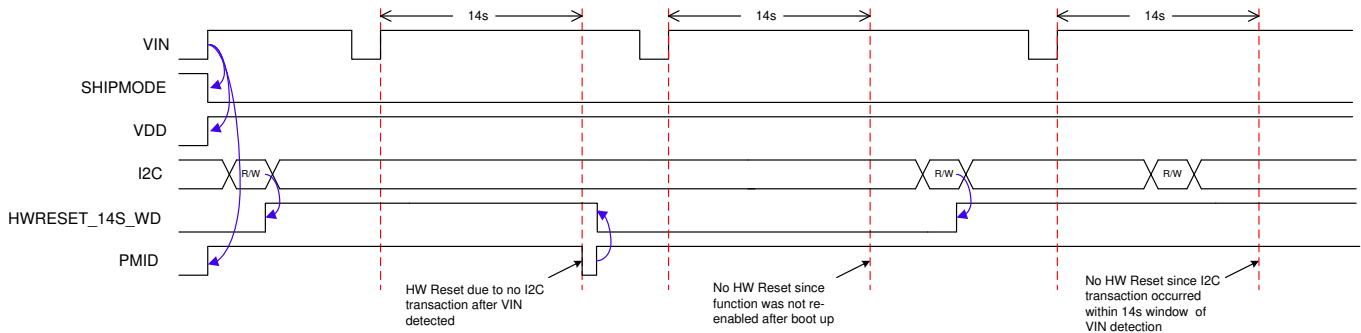 14s
14s
14s
VIN
SHIPMODE
VDD
I2C
R/W
R/W
R/W
HWRESET_14S_WD
PMID
HW Reset due to no I2C
transaction after VIN
detected
No HW Reset since
function was not re-
enabled after boot up
No HW Reset since I2C
transaction occurred
within 14s window of
VIN detection